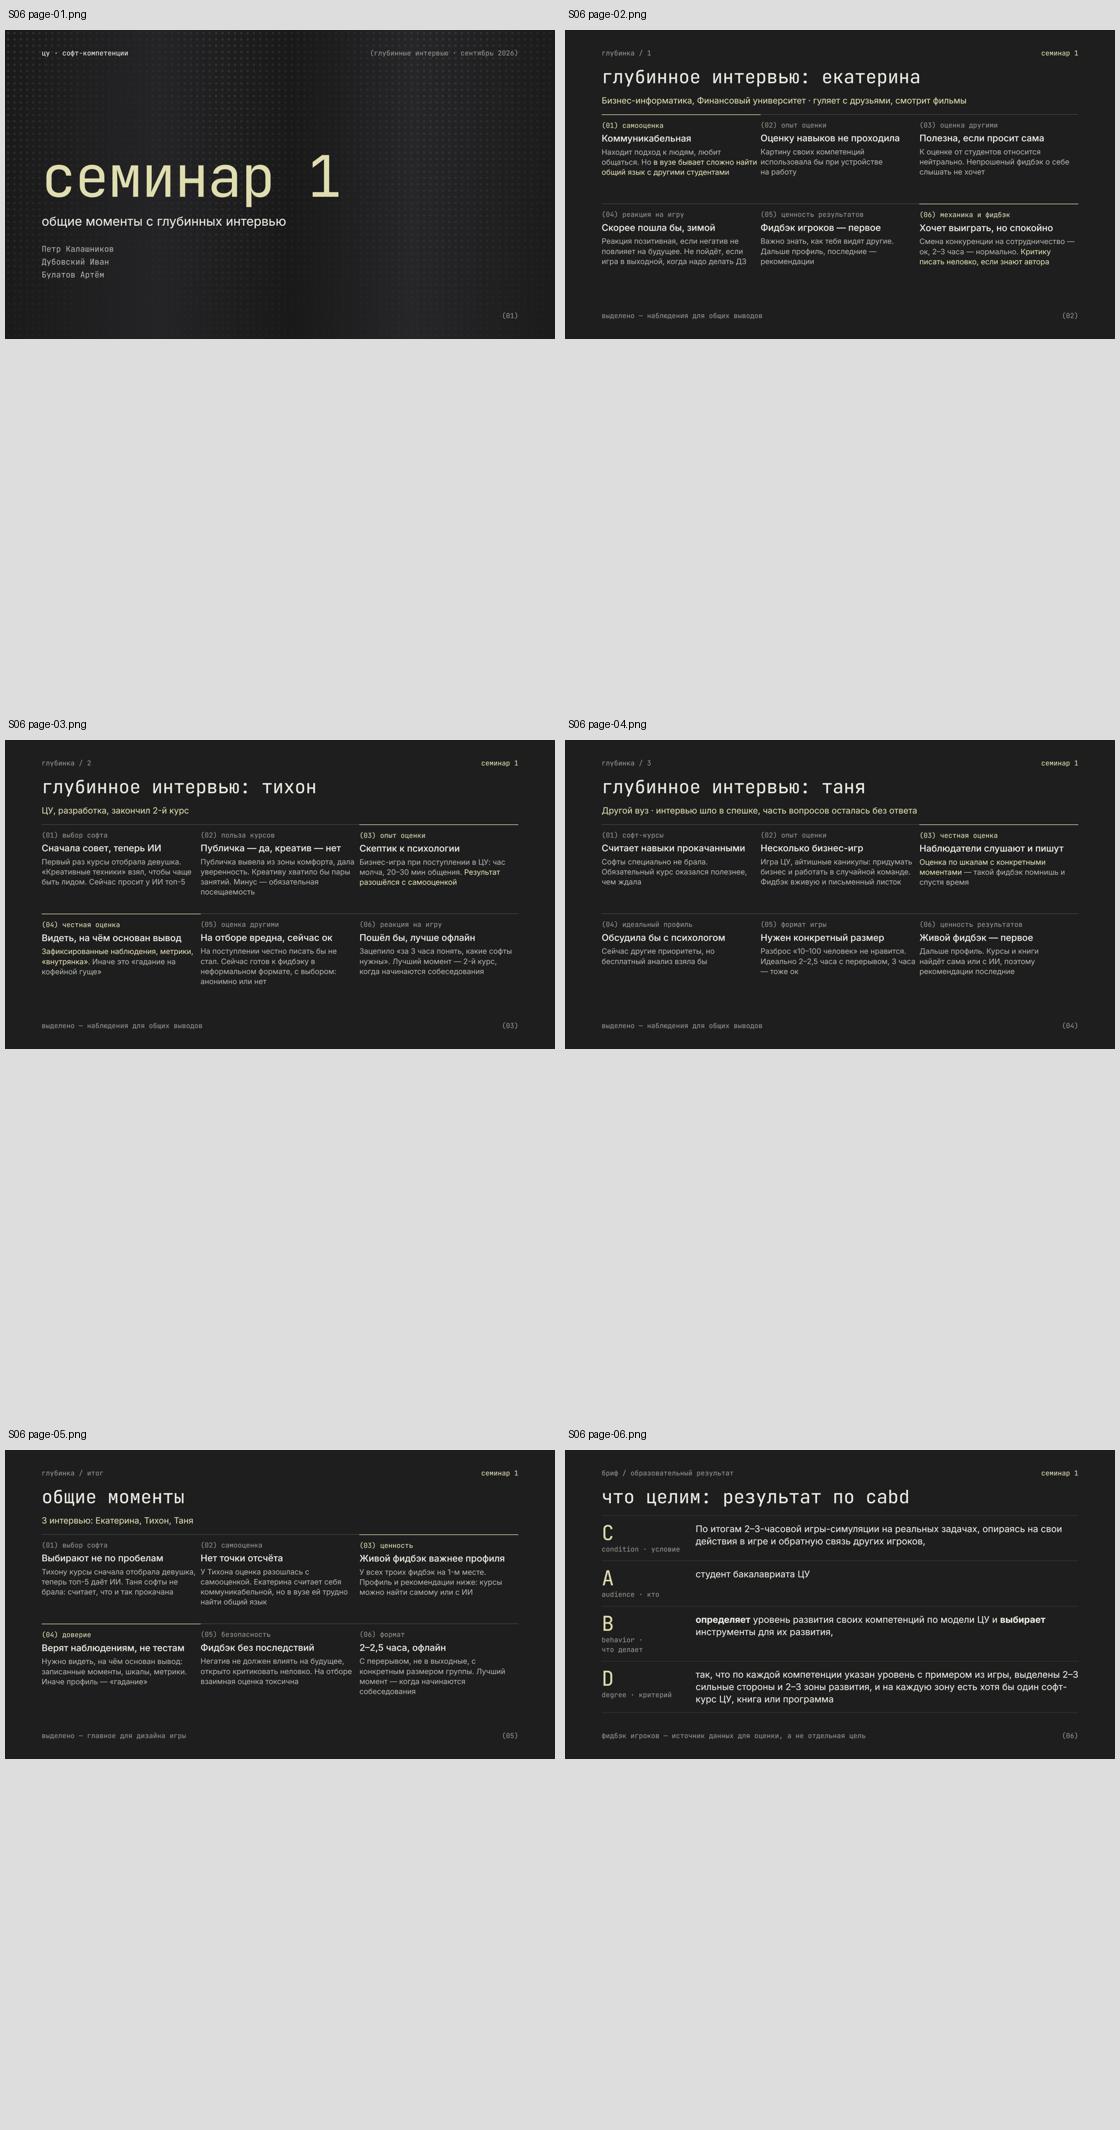 S06 page-01.png
цу · софт-компетенции
(глубинные интервью · сентябрь 2026)
семинар 1
общие моменты с глубинных интервью
Петр Калашников
Дубовский Иван
Булатов Артём
(01)
S06 page-02.png
глубинка / 1
семинар 1
глубинное интервью: екатерина
Бизнес-информатика, Финансовый университет · гуляет с друзьями, смотрит фильмы
(01) самооценка
Коммуникабельная
Находит подход к людям, любит
общаться. Но в вузе бывает сложно найти
общий язык с другими студентами
(02) опыт оценки
Оценку навыков не проходила
Картину своих компетенций
использовала бы при устройстве
на работу
(03) оценка другими
Полезна, если просит сама
К оценке от студентов относится
нейтрально. Непрошеный фидбэк о себе
слышать не хочет
(04) реакция на игру
Скорее пошла бы, зимой
Реакция позитивная, если негатив не
повлияет на будущее. Не пойдёт, если
игра в выходной, когда надо делать ДЗ
(05) ценность результатов
Фидбэк игроков — первое
Важно знать, как тебя видят другие.
Дальше профиль, последние —
рекомендации
(06) механика и фидбэк
Хочет выиграть, но спокойно
Смена конкуренции на сотрудничество —
ок, 2–3 часа — нормально. Критику
писать неловко, если знают автора
выделено — наблюдения для общих выводов
(02)
S06 page-03.png
глубинка / 2
семинар 1
глубинное интервью: тихон
ЦУ, разработка, закончил 2-й курс
(01) выбор софта
Сначала совет, теперь ИИ
Первый раз курсы отобрала девушка.
«Креативные техники» взял, чтобы чаще
быть лидом. Сейчас просит у ИИ топ-5
(02) польза курсов
Публичка — да, креатив — нет
Публичка вывела из зоны комфорта, дала
уверенность. Креативу хватило бы пары
занятий. Минус — обязательная
посещаемость
(03) опыт оценки
Скептик к психологии
Бизнес-игра при поступлении в ЦУ: час
молча, 20–30 мин общения. Результат
разошёлся с самооценкой
(04) честная оценка
Видеть, на чём основан вывод
Зафиксированные наблюдения, метрики,
«внутрянка». Иначе это «гадание на
кофейной гуще»
(05) оценка другими
На отборе вредна, сейчас ок
На поступлении честно писать бы не
стал. Сейчас готов к фидбэку в
неформальном формате, с выбором:
анонимно или нет
(06) реакция на игру
Пошёл бы, лучше офлайн
Зацепило «за 3 часа понять, какие софты
нужны». Лучший момент — 2-й курс,
когда начинаются собеседования
выделено — наблюдения для общих выводов
(03)
S06 page-04.png
глубинка / 3
семинар 1
глубинное интервью: таня
Другой вуз · интервью шло в спешке, часть вопросов осталась без ответа
(01) софт-курсы
Считает навыки прокачанными
Софты специально не брала.
Обязательный курс оказался полезнее,
чем ждала
(02) опыт оценки
Несколько бизнес-игр
Игра ЦУ, айтишные каникулы: придумать
бизнес и работать в случайной команде.
Фидбэк вживую и письменный листок
(03) честная оценка
Наблюдатели слушают и пишут
Оценка по шкалам с конкретными
моментами — такой фидбэк помнишь и
спустя время
(04) идеальный профиль
Обсудила бы с психологом
Сейчас другие приоритеты, но
бесплатный анализ взяла бы
(05) формат игры
Нужен конкретный размер
Разброс «10–100 человек» не нравится.
Идеально 2–2,5 часа с перерывом, 3 часа
— тоже ок
(06) ценность результатов
Живой фидбэк — первое
Дальше профиль. Курсы и книги
найдёт сама или с ИИ, поэтому
рекомендации последние
выделено — наблюдения для общих выводов
(04)
S06 page-05.png
глубинка / итог
семинар 1
общие моменты
3 интервью: Екатерина, Тихон, Таня
(01) выбор софта
Выбирают не по пробелам
Тихону курсы сначала отобрала девушка,
теперь топ-5 даёт ИИ. Таня софты не
брала: считает, что и так прокачана
(02) самооценка
Нет точки отсчёта
У Тихона оценка разошлась с
самооценкой. Екатерина считает себя
коммуникабельной, но в вузе ей трудно
найти общий язык
(03) ценность
Живой фидбэк важнее профиля
У всех троих фидбэк на 1-м месте.
Профиль и рекомендации ниже: курсы
можно найти самому или с ИИ
(04) доверие
Верят наблюдениям, не тестам
Нужно видеть, на чём основан вывод:
записанные моменты, шкалы, метрики.
Иначе профиль — «гадание»
(05) безопасность
Фидбэк без последствий
Негатив не должен влиять на будущее,
открыто критиковать неловко. На отборе
взаимная оценка токсична
(06) формат
2–2,5 часа, офлайн
С перерывом, не в выходные, с
конкретным размером группы. Лучший
момент — когда начинаются
собеседования
выделено — главное для дизайна игры
(05)
S06 page-06.png
бриф / образовательный результат
семинар 1
что целим: результат по cabd
C
condition · условие
По итогам 2–3-часовой игры-симуляции на реальных задачах, опираясь на свои
действия в игре и обратную связь других игроков,
A
audience · кто
студент бакалавриата ЦУ
B
behavior ·
что делает
определяет уровень развития своих компетенций по модели ЦУ и выбирает
инструменты для их развития,
D
degree · критерий
так, что по каждой компетенции указан уровень с примером из игры, выделены 2–3
сильные стороны и 2–3 зоны развития, и на каждую зону есть хотя бы один софт-
курс ЦУ, книга или программа
фидбэк игроков — источник данных для оценки, а не отдельная цель
(06)